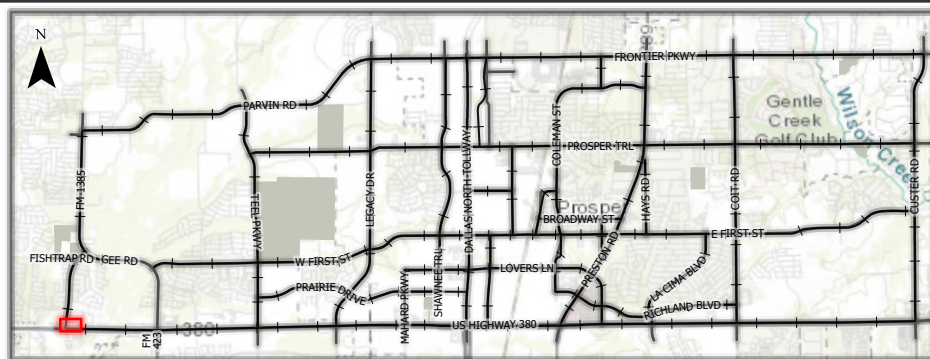 N
FRONTIER PKWY
PARVIN RD
Gentle
Creek
Golf Club
Wilson Creek
COLEMAN ST
PROSPER TRL
DALLAS NORTH TOLLWAY
FM 1385
TEEL PKWY
LEGACY DR
HAYS RD
COIT RD
CUSTER RD
Prosper
BROADWAY ST
E FIRST ST
FISHTRAP RD
GEE RD
W FIRST ST
SHAWNEE TRL
PRESTON RD
LOVERS LN
LA CIMA BLVD
PRAIRIE DRIVE
MAHARD PKWY
RICHLAND BLVD
US HIGHWAY 380
380
FM
423